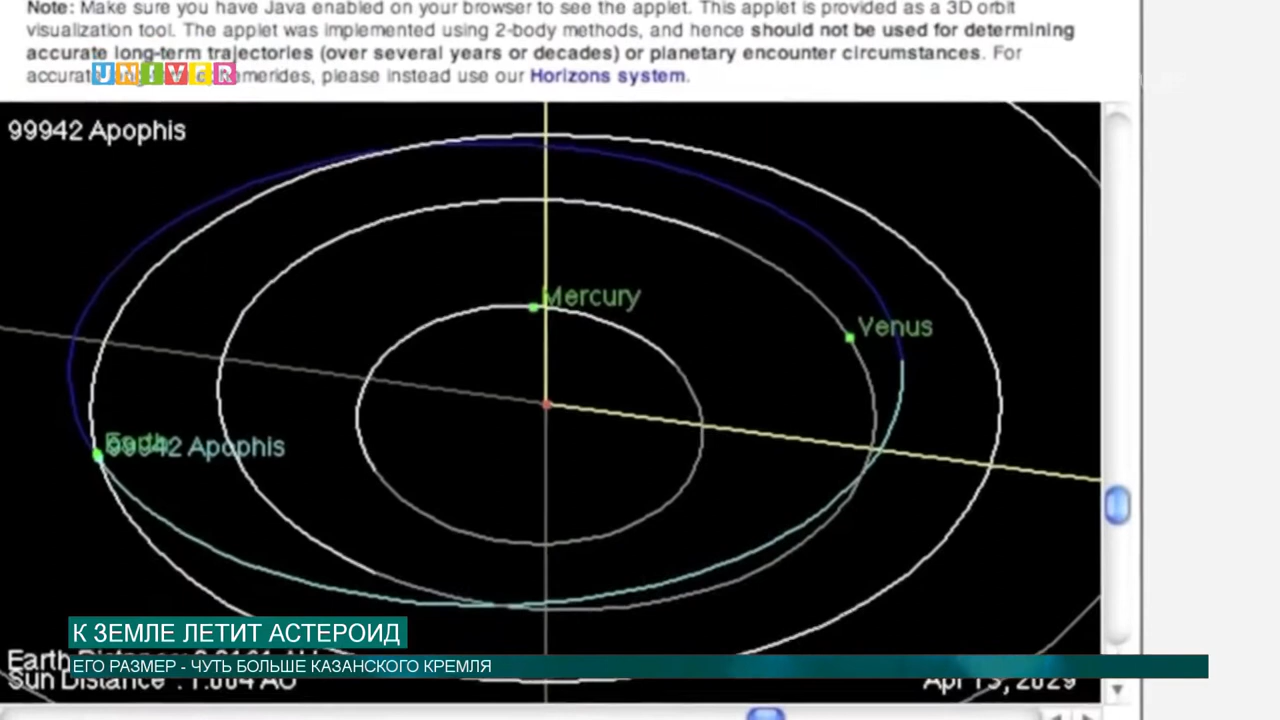 Note: Make sure you have Java enabled on your browser to see the applet. This applet is provided as a 3D orbit
visualization tool. The applet was implemented using 2-body methods, and hence should not be used for determining
accurate long-term trajectories (over several years or decades) or planetary encounter circumstances. For
please instead use our Horizons system.
UNIVER
99942 Apophis
Mercury
Venus
Earth
99942 Apophis
К ЗЕМЛЕ ЛЕТИТ АСТЕРОИД
Earth
ЕГО РАЗМЕР - ЧУТЬ БОЛЬШЕ КАЗАНСКОГО КРЕМЛЯ
Sun Distance : 1.004 AU
Apr 13, 2029